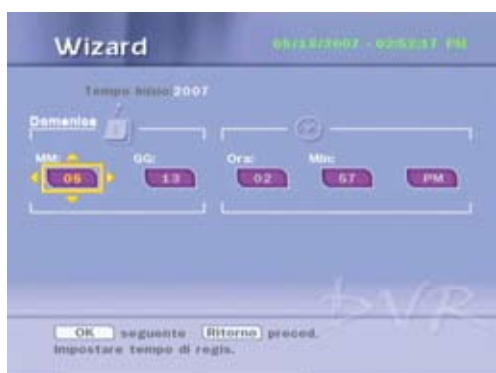 Wizard
05/13/2007 - 02:52:17 PM
Tempo Inizio:2007
Domenica
MM: GG: Ora: Min:
05 13 02 57 PM
DVR
OK seguente Ritorno preced.
Impostare tempo di regis.